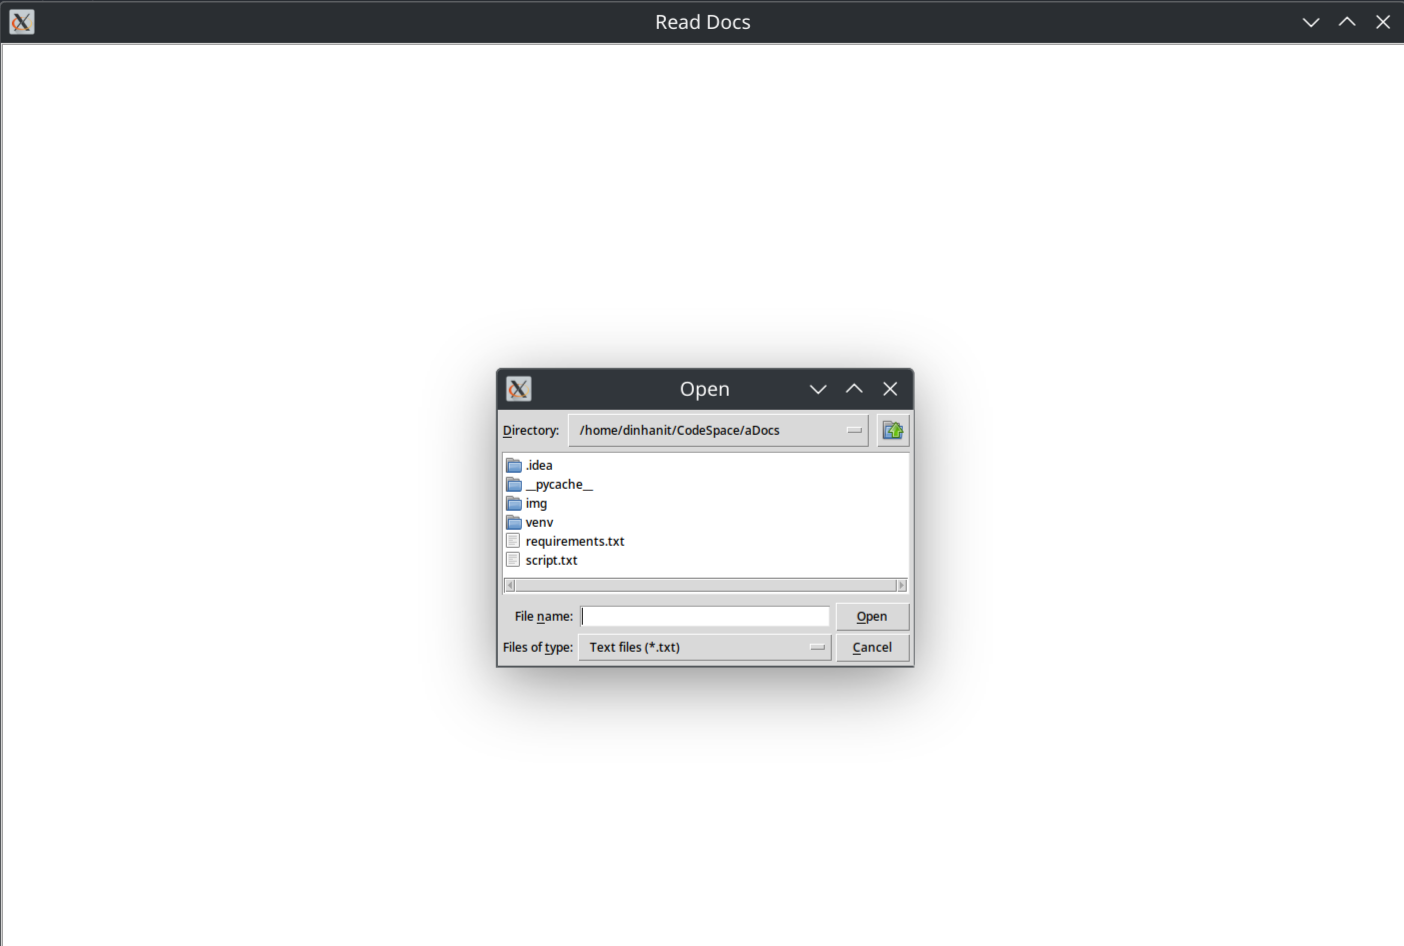 Read Docs
Open
Directory: /home/dinhanit/CodeSpace/aDocs
.idea
__pycache__
img
venv
requirements.txt
script.txt
File name: Open
Files of type: Text files (*.txt) Cancel